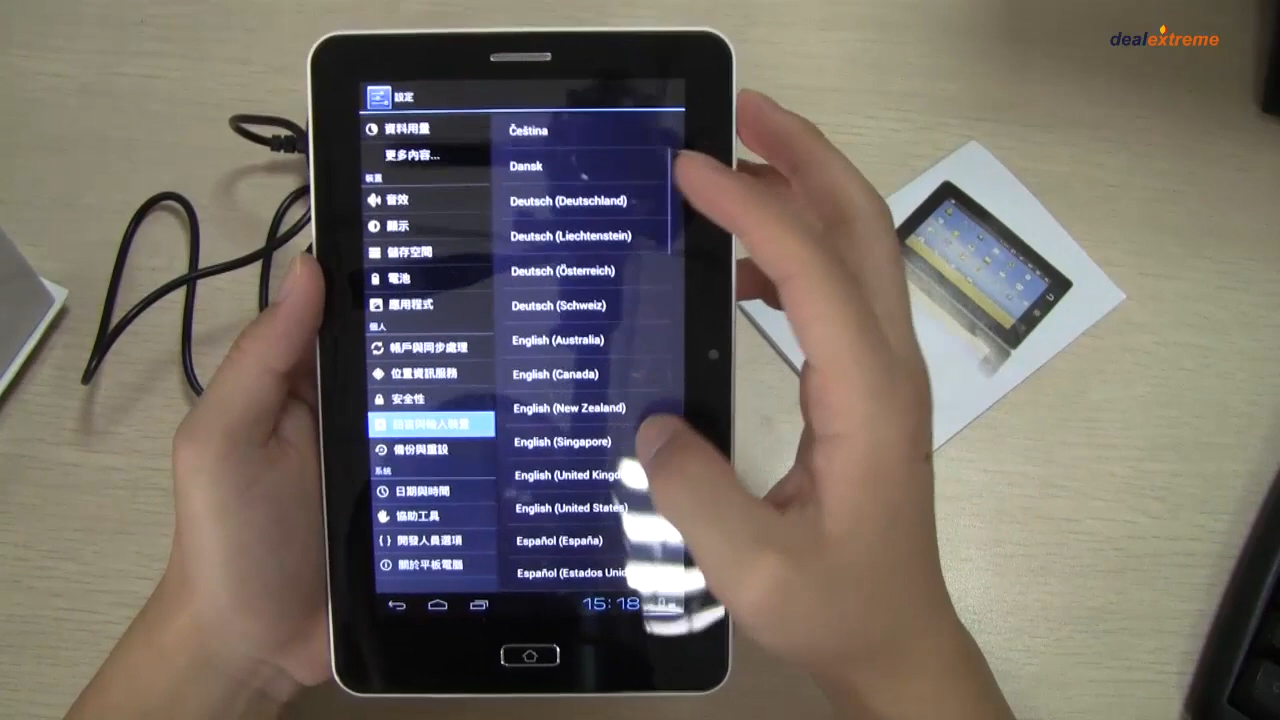 dealextreme
設定
資料用量
更多內容...
裝置
音效
顯示
儲存空間
電池
應用程式
個人
帳戶與同步處理
位置資訊服務
安全性
語言與輸入裝置
備份與重設
系統
日期與時間
協助工具
{ } 開發人員選項
關於平板電腦
Čeština
Dansk
Deutsch (Deutschland)
Deutsch (Liechtenstein)
Deutsch (Österreich)
Deutsch (Schweiz)
English (Australia)
English (Canada)
English (New Zealand)
English (Singapore)
English (United Kingd
English (United States)
Español (España)
Español (Estados Unid
15:18